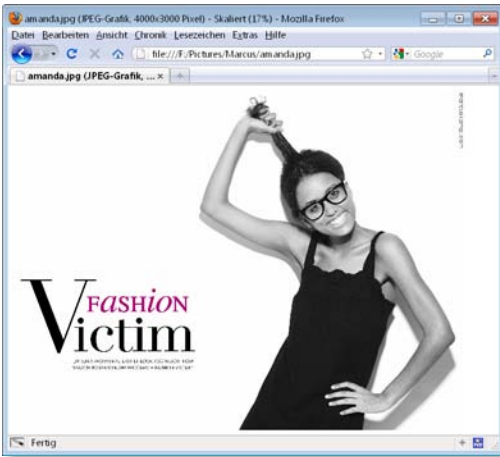 amanda.jpg (JPEG-Grafik, 4000x3000 Pixel) - Skaliert (17%) - Mozilla Firefox
Datei Bearbeiten Ansicht Chronik Lesezeichen Extras Hilfe
file:///F:/Pictures/Marcus/amanda.jpg
Google
amanda.jpg (JPEG-Grafik, ...
FASHiON
Victim
Fertig